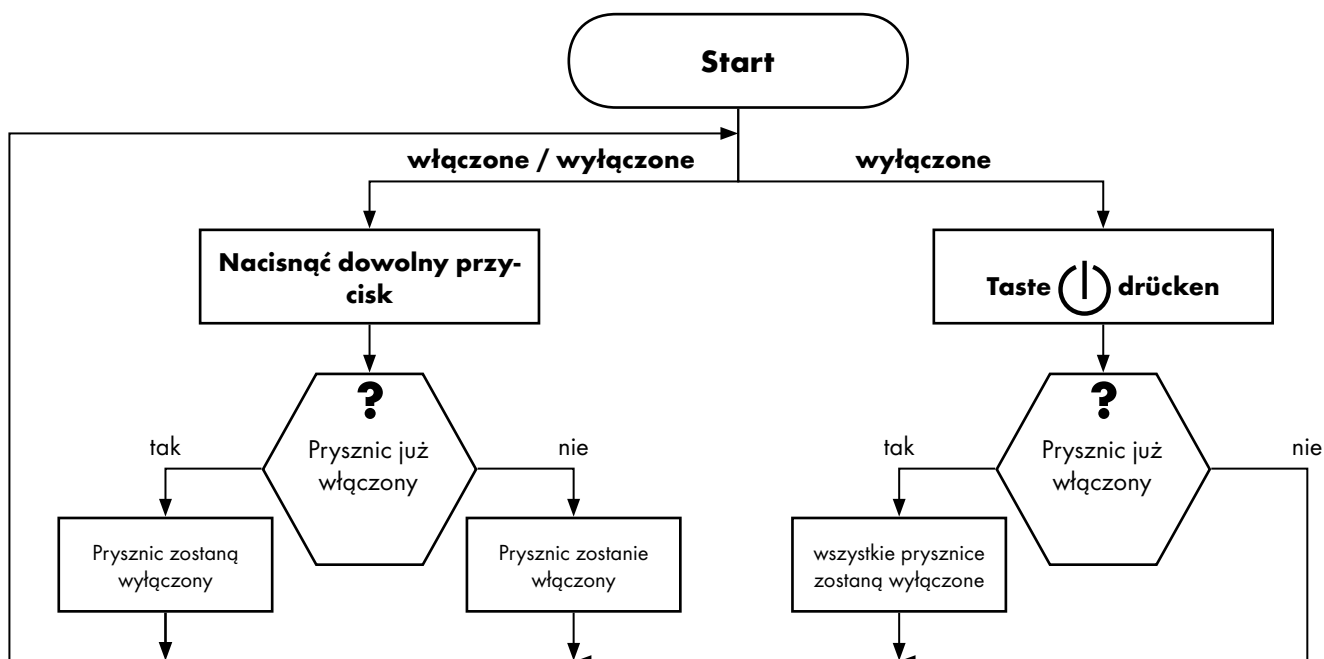 Start
włączone / wyłączone
wyłączone
Nacisnąć dowolny przy-
cisk
Taste drücken
?
Prysznic już
włączony
tak
nie
?
Prysznic już
włączony
tak
nie
Prysznic zostaną
wyłączony
Prysznic zostanie
włączony
wszystkie prysznice
zostaną wyłączone